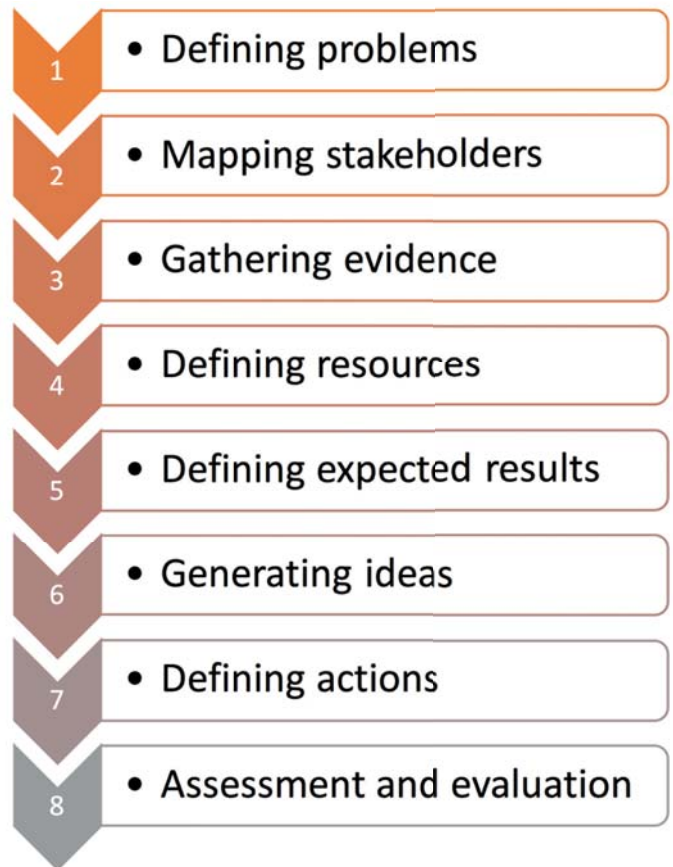 1 • Defining problems
2 • Mapping stakeholders
3 • Gathering evidence
4 • Defining resources
5 • Defining expected results
6 • Generating ideas
7 • Defining actions
8 • Assessment and evaluation